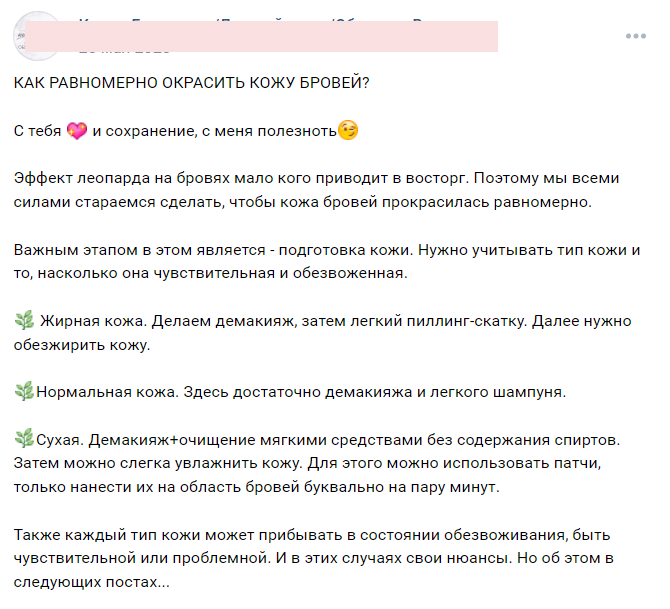 КАК РАВНОМЕРНО ОКРАСИТЬ КОЖУ БРОВЕЙ?
С тебя 💖 и сохранение, с меня полезноть😉
Эффект леопарда на бровях мало кого приводит в восторг. Поэтому мы всеми
силами стараемся сделать, чтобы кожа бровей прокрасилась равномерно.
Важным этапом в этом является - подготовка кожи. Нужно учитывать тип кожи и
то, насколько она чувствительная и обезвоженная.
🌿 Жирная кожа. Делаем демакияж, затем легкий пиллинг-скатку. Далее нужно
обезжирить кожу.
🌿Нормальная кожа. Здесь достаточно демакияжа и легкого шампуня.
🌿Сухая. Демакияж+очищение мягкими средствами без содержания спиртов.
Затем можно слегка увлажнить кожу. Для этого можно использовать патчи,
только нанести их на область бровей буквально на пару минут.
Также каждый тип кожи может прибывать в состоянии обезвоживания, быть
чувствительной или проблемной. И в этих случаях свои нюансы. Но об этом в
следующих постах...